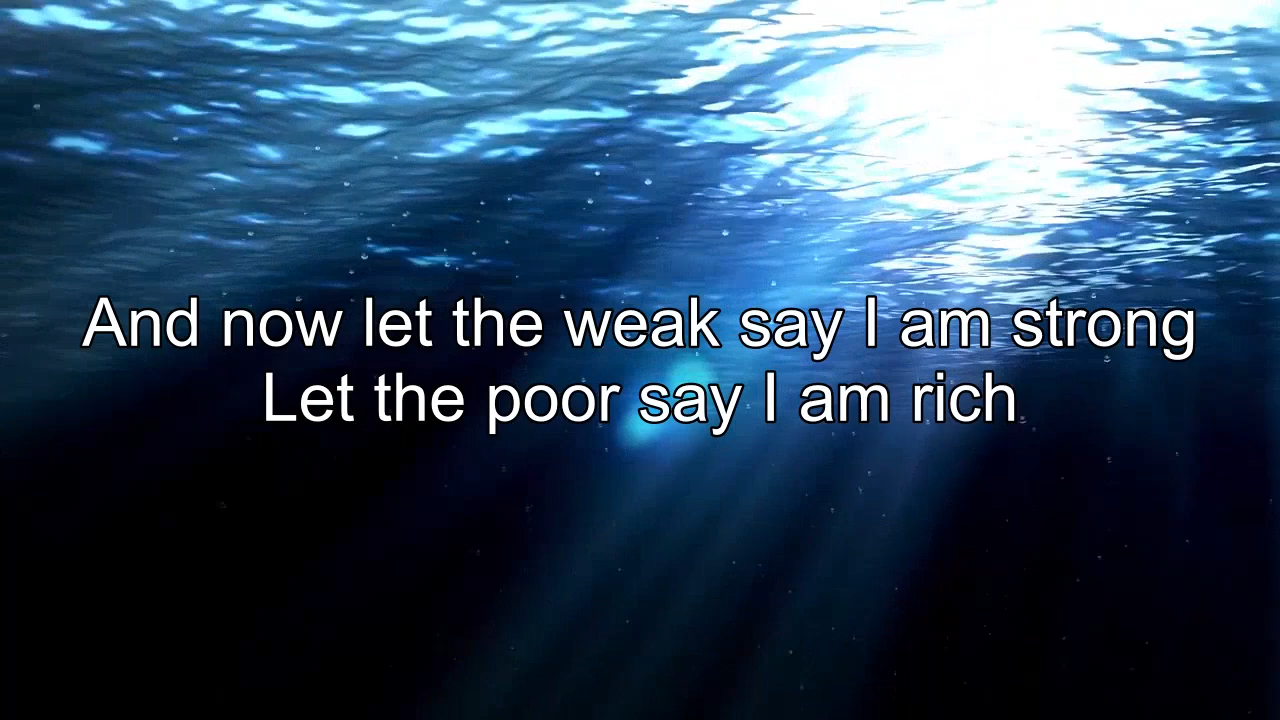 And now let the weak say I am strong
Let the poor say I am rich